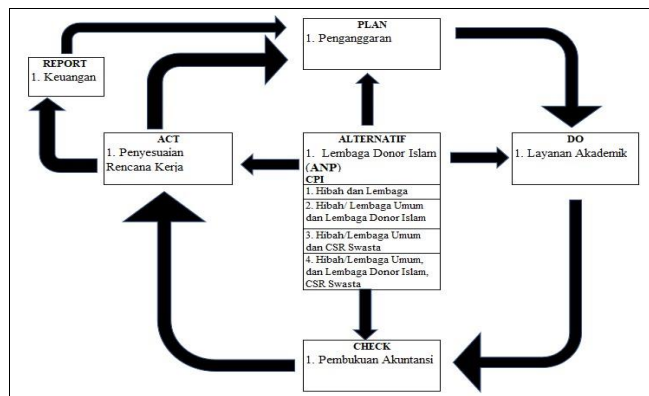 PLAN
1. Penganggaran
REPORT
1. Keuangan
ACT
1. Penyesuaian
Rencana Kerja
ALTERNATIF
1. Lembaga Donor Islam
(ANP)
CPI
1. Hibah dan Lembaga
2. Hibah/ Lembaga Umum
dan Lembaga Donor Islam
3. Hibah/Lembaga Umum
dan CSR Swasta
4. Hibah/Lembaga Umum,
dan Lembaga Donor Islam,
CSR Swasta
DO
1. Layanan Akademik
CHECK
1. Pembukuan Akuntansi